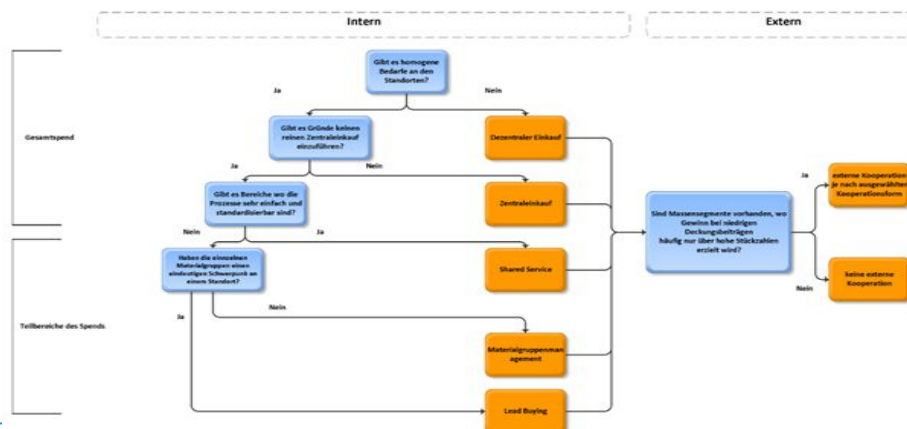 Intern
Extern
Gibt es homogene
Bedarfe an den
Standorten?
Ja
Nein
Gesamtspend
Gibt es Gründe keinen
reinen Zentraleinkauf
einzuführen?
Dezentraler Einkauf
Ja
Nein
Gibt es Bereiche wo die
Prozesse sehr einfach und
standardisierbar sind?
Zentraleinkauf
Nein
Ja
Haben die einnzelnen
Materialgruppen einen
eindeutigen Schwerpunk an
einem Standort?
Shared Service
Nein
Teilbereiche des Spends
Ja
Materialgruppenman
agement
Lead Buying
Sind Massensegmente vorhanden, wo
Gewinn bei niedrigen
Deckungsbeiträgen
häufig nur über hohe Stückzahlen
erzielt wird?
Ja
externe Kooperation
je nach ausgewählter
Kooperationsform
Nein
keine externe
Kooperation